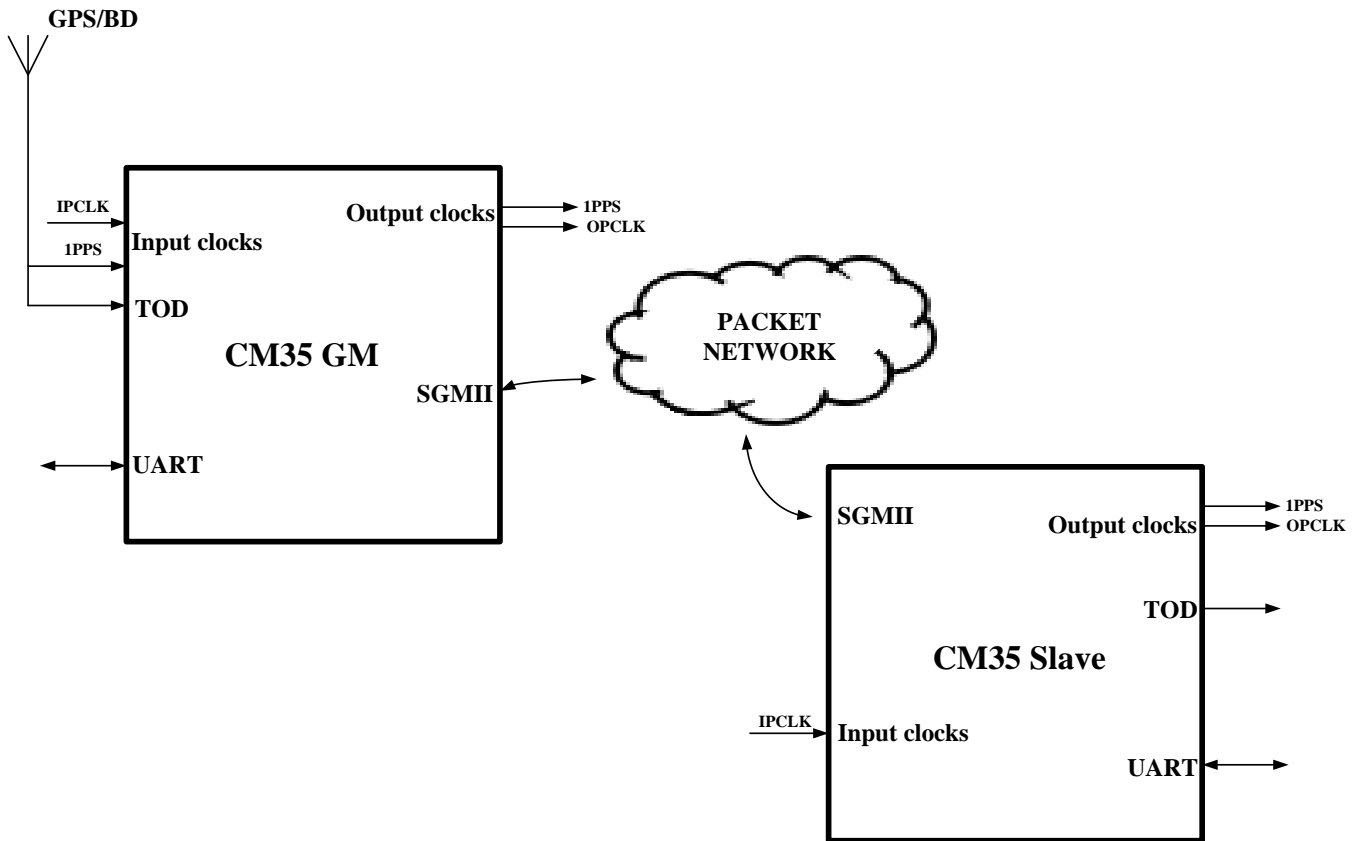 GPS/BD
IPCLK
Input clocks
1PPS
TOD
CM35 GM
Output clocks
1PPS
OPCLK
SGMII
UART
PACKET
NETWORK
SGMII
Output clocks
1PPS
OPCLK
TOD
CM35 Slave
IPCLK
Input clocks
UART